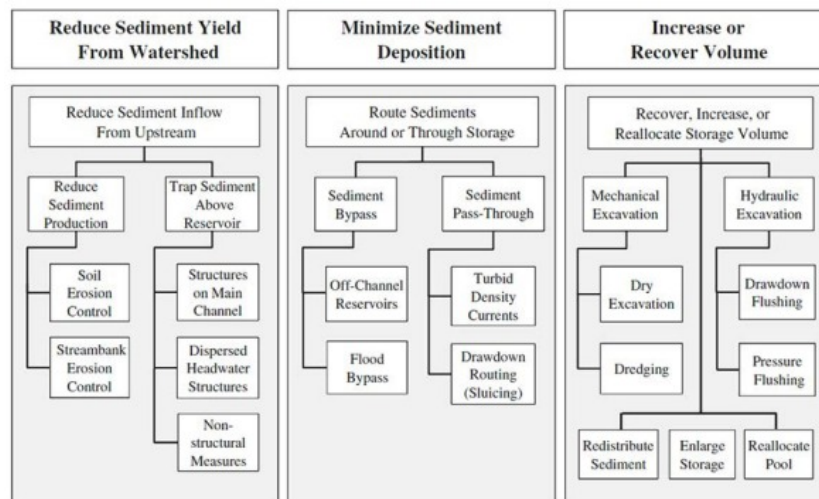 Reduce Sediment Yield
From Watershed
Minimize Sediment
Deposition
Increase or
Recover Volume
Reduce Sediment Inflow
From Upstream
Reduce
Sediment
Production
Trap Sediment
Above
Reservoir
Soil
Erosion
Control
Streambank
Erosion
Control
Structures
on Main
Channel
Dispersed
Headwater
Structures
Non-
structural
Measures
Route Sediments
Around or Through Storage
Sediment
Bypass
Sediment
Pass-Through
Off-Channel
Reservoirs
Flood
Bypass
Turbid
Density
Currents
Drawdown
Routing
(Sluicing)
Recover, Increase, or
Reallocate Storage Volume
Mechanical
Excavation
Hydraulic
Excavation
Dry
Excavation
Dredging
Drawdown
Flushing
Pressure
Flushing
Redistribute
Sediment
Enlarge
Storage
Reallocate
Pool